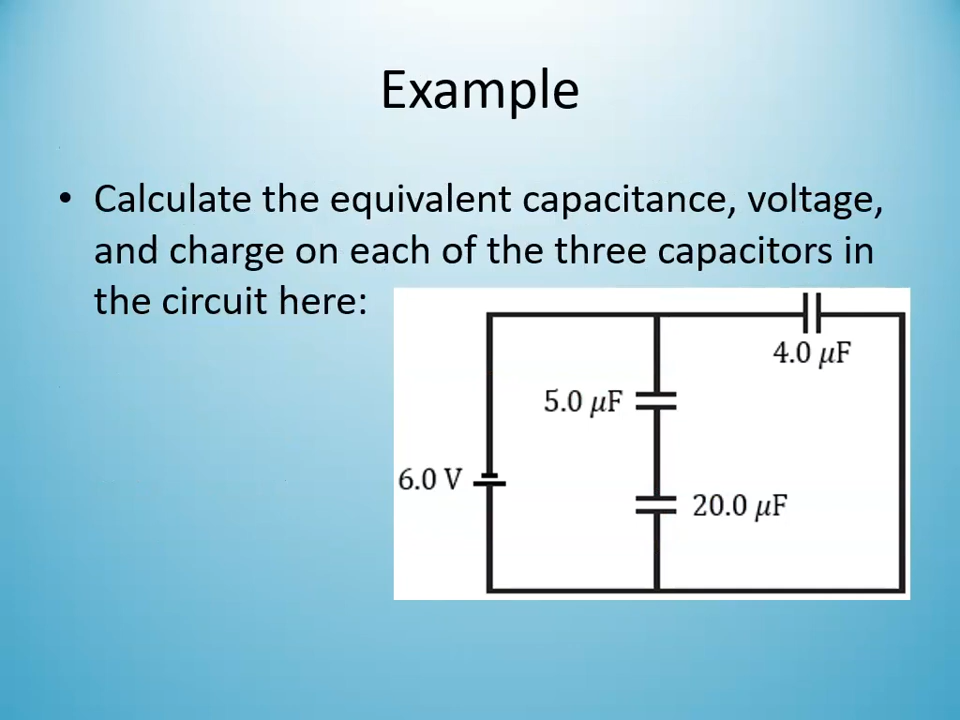 Example
• Calculate the equivalent capacitance, voltage,
and charge on each of the three capacitors in
the circuit here:
4.0 μF
5.0 μF
6.0 V
20.0 μF